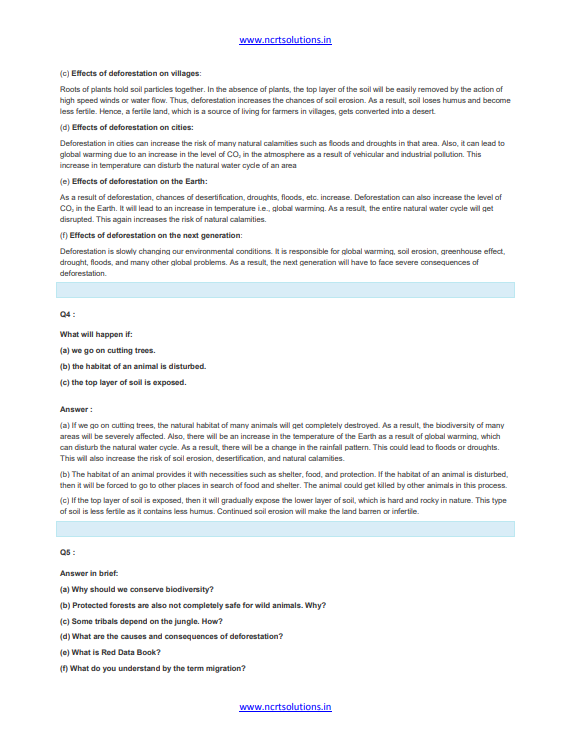 www.ncrtsolutions.in
(c) Effects of deforestation on villages:
Roots of plants hold soil particles together. In the absence of plants, the top layer of the soil will be easily removed by the action of
high speed winds or water flow. Thus, deforestation increases the chances of soil erosion. As a result, soil loses humus and become
less fertile. Hence, a fertile land, which is a source of living for farmers in villages, gets converted into a desert.
(d) Effects of deforestation on cities:
Deforestation in cities can increase the risk of many natural calamities such as floods and droughts in that area. Also, it can lead to
global warming due to an increase in the level of CO₂ in the atmosphere as a result of vehicular and industrial pollution. This
increase in temperature can disturb the natural water cycle of an area
(e) Effects of deforestation on the Earth:
As a result of deforestation, chances of desertification, droughts, floods, etc. increase. Deforestation can also increase the level of
CO₂ in the Earth. It will lead to an increase in temperature i.e., global warming. As a result, the entire natural water cycle will get
disrupted. This again increases the risk of natural calamities.
(f) Effects of deforestation on the next generation:
Deforestation is slowly changing our environmental conditions. It is responsible for global warming, soil erosion, greenhouse effect,
drought, floods, and many other global problems. As a result, the next generation will have to face severe consequences of
deforestation.
Q4 :
What will happen if:
(a) we go on cutting trees.
(b) the habitat of an animal is disturbed.
(c) the top layer of soil is exposed.
Answer :
(a) If we go on cutting trees, the natural habitat of many animals will get completely destroyed. As a result, the biodiversity of many
areas will be severely affected. Also, there will be an increase in the temperature of the Earth as a result of global warming, which
can disturb the natural water cycle. As a result, there will be a change in the rainfall pattern. This could lead to floods or droughts.
This will also increase the risk of soil erosion, desertification, and natural calamities.
(b) The habitat of an animal provides it with necessities such as shelter, food, and protection. If the habitat of an animal is disturbed,
then it will be forced to go to other places in search of food and shelter. The animal could get killed by other animals in this process.
(c) If the top layer of soil is exposed, then it will gradually expose the lower layer of soil, which is hard and rocky in nature. This type
of soil is less fertile as it contains less humus. Continued soil erosion will make the land barren or infertile.
Q5 :
Answer in brief:
(a) Why should we conserve biodiversity?
(b) Protected forests are also not completely safe for wild animals. Why?
(c) Some tribals depend on the jungle. How?
(d) What are the causes and consequences of deforestation?
(e) What is Red Data Book?
(f) What do you understand by the term migration?
www.ncrtsolutions.in